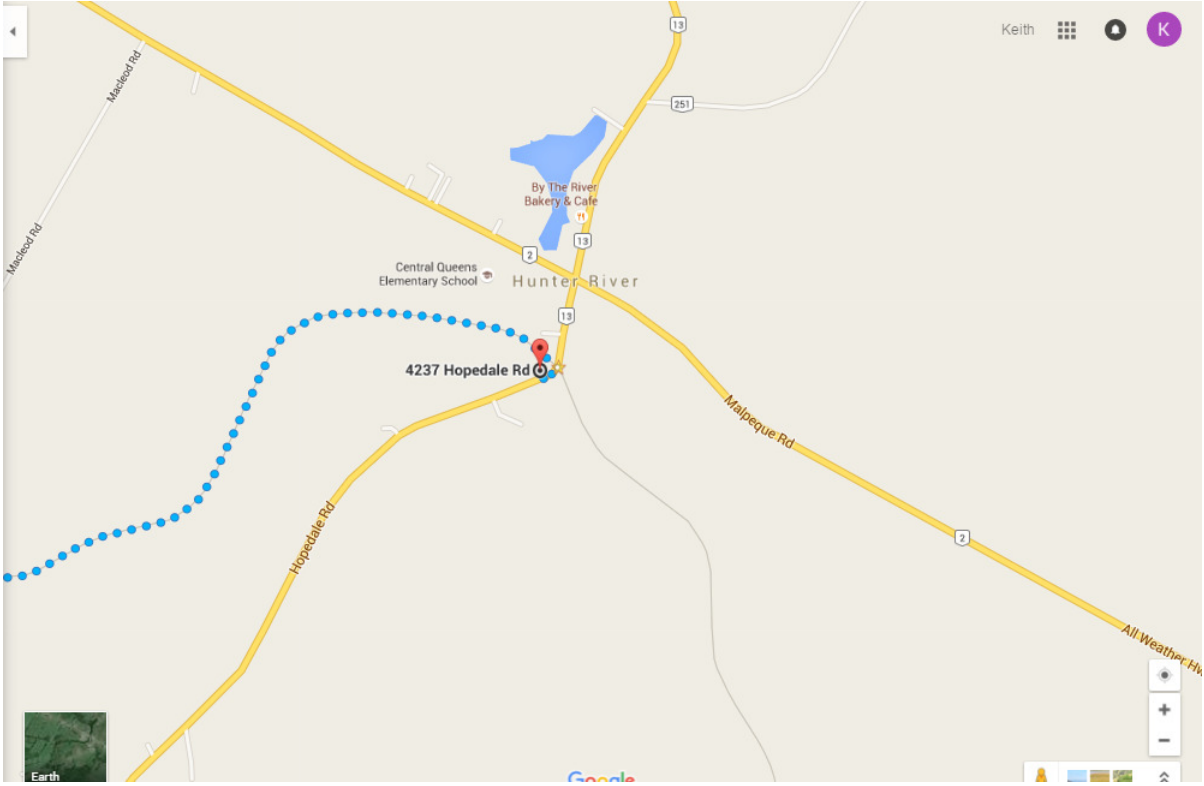 13
Keith
K
Macleod Rd
251
By The River
Bakery & Cafe
13
2
Macleod Rd
Central Queens
Elementary School
Hunter River
13
4237 Hopedale Rd
Malpeque Rd
Hopedale Rd
2
All Weather Hw
Earth
Google